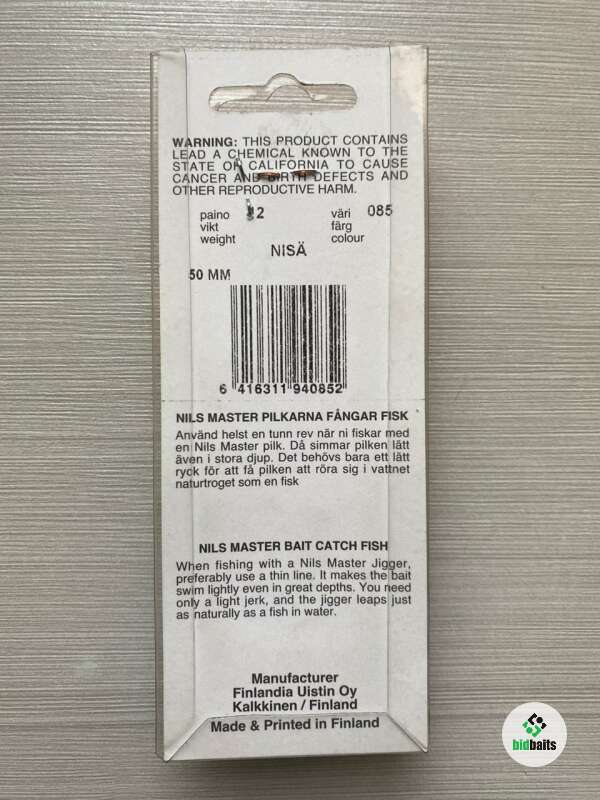 WARNING: THIS PRODUCT CONTAINS
LEAD A CHEMICAL KNOWN TO THE
STATE OF CALIFORNIA TO CAUSE
CANCER AND BIRTH DEFECTS AND
OTHER REPRODUCTIVE HARM.
paino 12 väri 085
vikt färg
weight colour
NISÄ
50 MM
6 416311 940852
NILS MASTER PILKARNA FÅNGAR FISK
Använd helst en tunn rev när ni fiskar med
en Nils Master pilk. Då simmar pilken lätt
även i stora djup. Det behövs bara ett lätt
ryck för att få pilken att röra sig i vattnet
naturtroget som en fisk
NILS MASTER BAIT CATCH FISH
When fishing with a Nils Master Jigger,
preferably use a thin line. It makes the bait
swim lightly even in great depths. You need
only a light jerk, and the jigger leaps just
as naturally as a fish in water.
Manufacturer
Finlandia Uistin Oy
Kalkkinen / Finland
Made & Printed in Finland
bidbaits